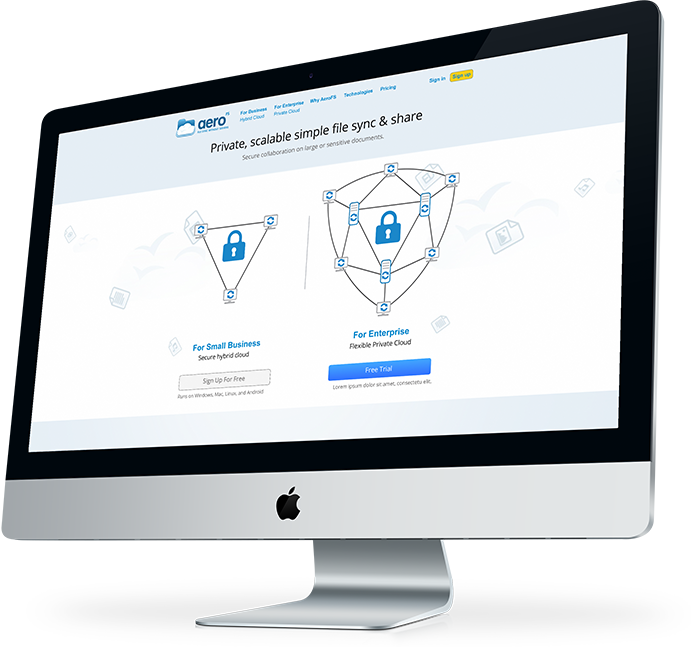 aero FS
For Business
Hybrid Cloud
For Enterprise
Private Cloud
Why AeroFS
Technologies
Pricing
Sign in
Sign up
Private, scalable simple file sync & share
Secure collaboration on large or sensitive documents.
For Small Business
Secure hybrid cloud
Sign Up For Free
Runs on Windows, Mac, Linux, and Android
For Enterprise
Flexible Private Cloud
Free Trial
Lorem ipsum dolor sit amet, consectetu elit.